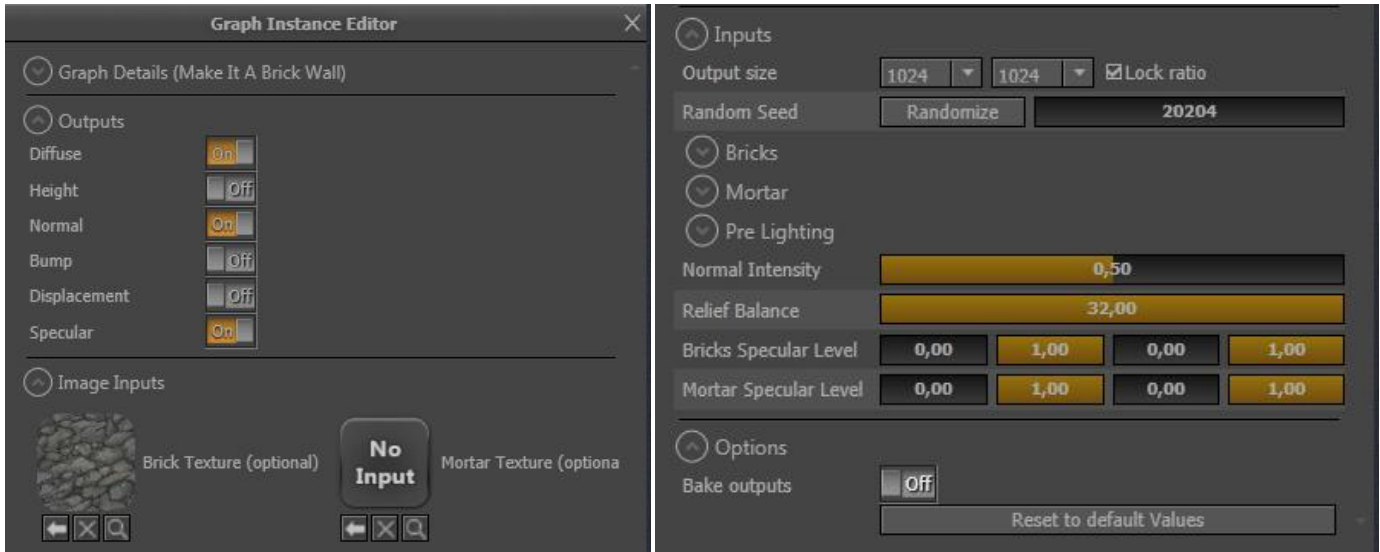 Graph Instance Editor
Graph Details (Make It A Brick Wall)
Outputs
Diffuse On
Height Off
Normal On
Bump Off
Displacement Off
Specular On
Image Inputs
Brick Texture (optional)
No
Input
Mortar Texture (optiona
Inputs
Output size 1024 1024 Lock ratio
Random Seed Randomize 20204
Bricks
Mortar
Pre Lighting
Normal Intensity 0,50
Relief Balance 32,00
Bricks Specular Level 0,00 1,00 0,00 1,00
Mortar Specular Level 0,00 1,00 0,00 1,00
Options
Bake outputs Off
Reset to default Values